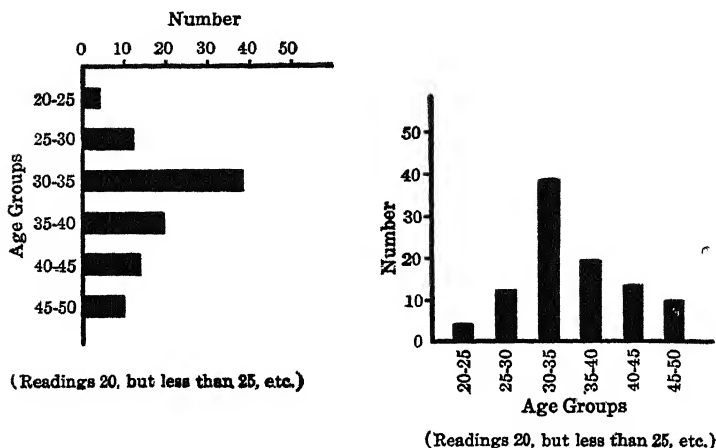 Number
0 10 20 30 40 50
20-25
25-30
30-35
35-40
40-45
45-50
Age Groups
(Readings 20, but less than 25, etc.)
50
40
30
20
10
0
Number
20-25
25-30
30-35
35-40
40-45
45-50
Age Groups
(Readings 20, but less than 25, etc.)